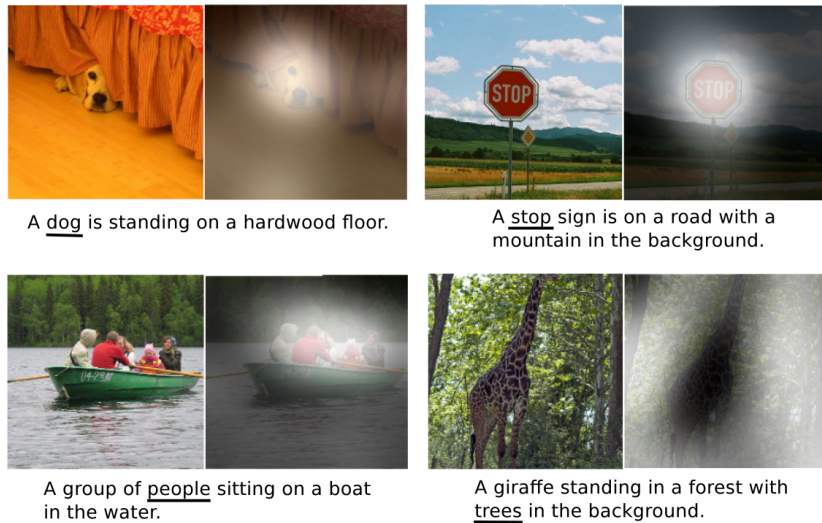 STOP
STOP
A dog is standing on a hardwood floor.
A stop sign is on a road with a
mountain in the background.
A group of people sitting on a boat
in the water.
A giraffe standing in a forest with
trees in the background.